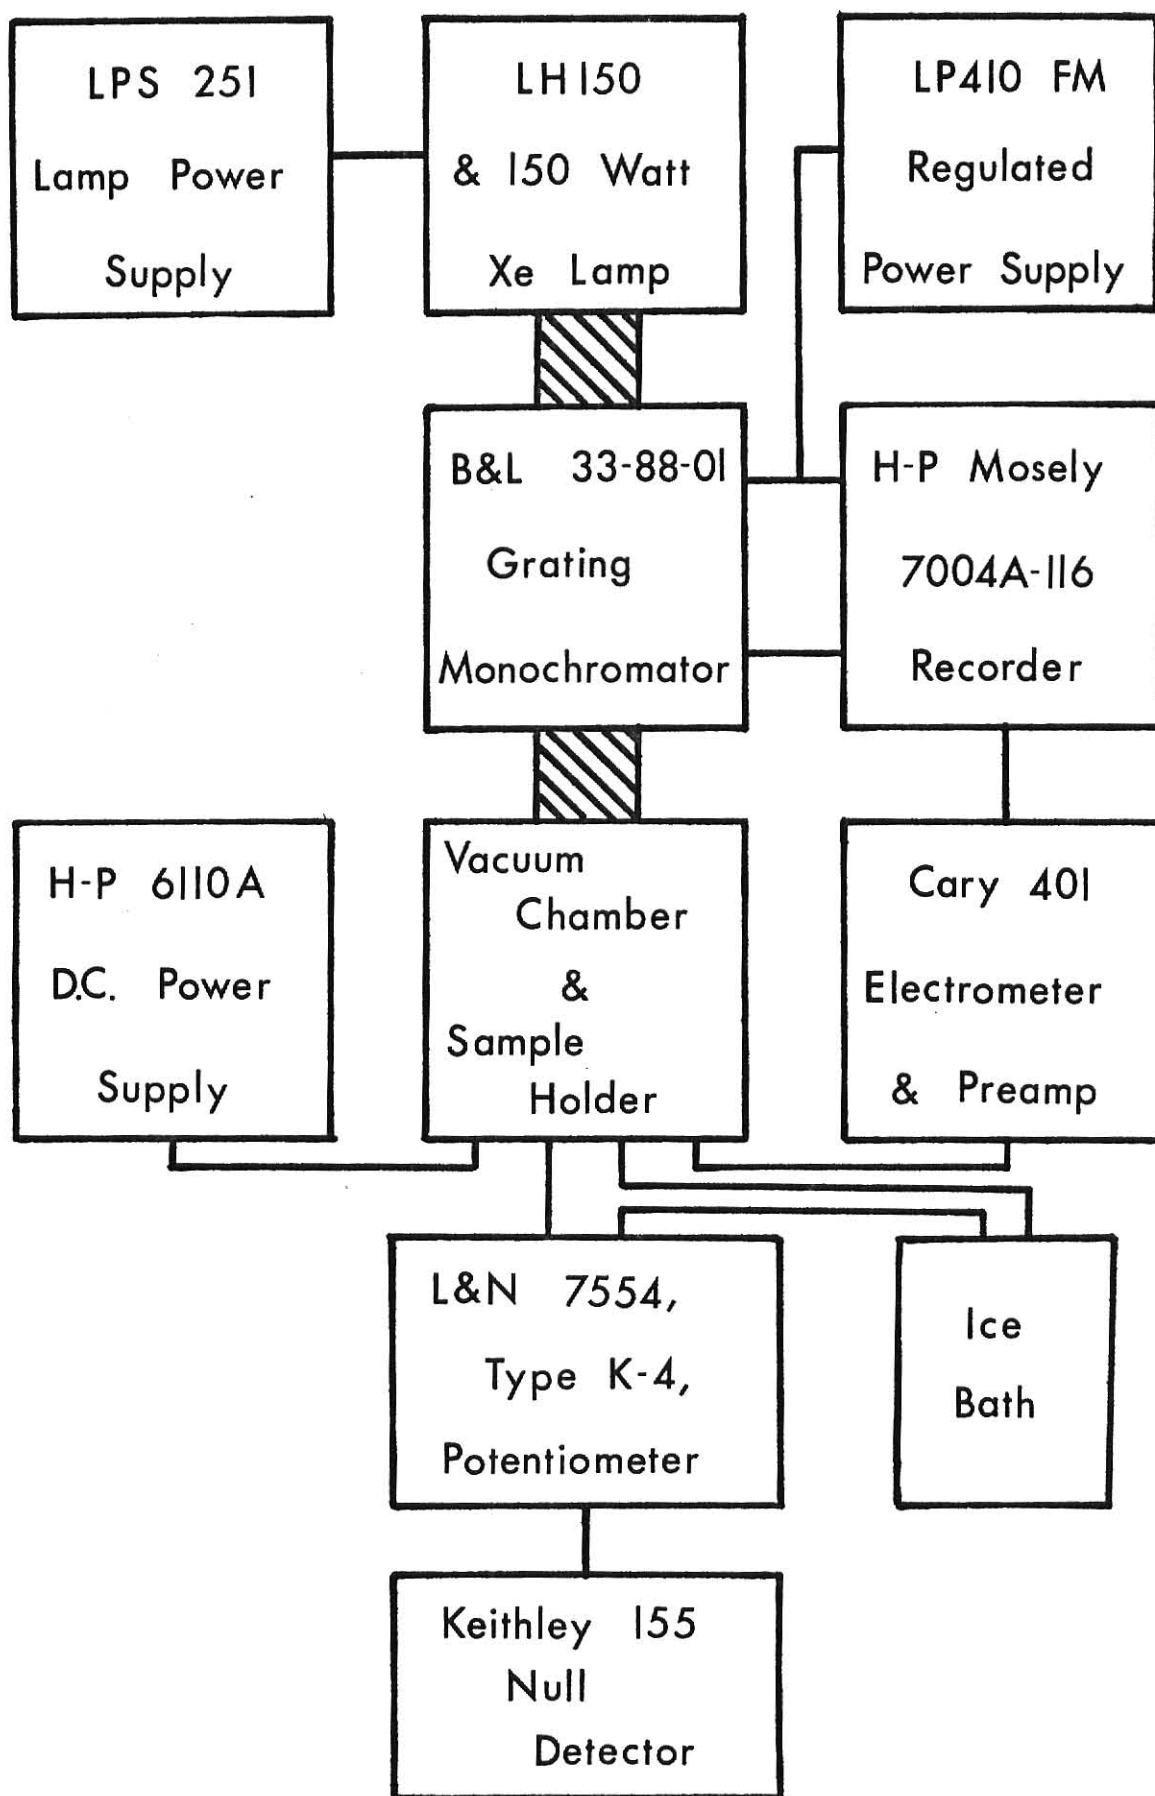 LPS 251
Lamp Power
Supply
LH150
& 150 Watt
Xe Lamp
LP410 FM
Regulated
Power Supply
B&L 33-88-01
Grating
Monochromator
H-P Mosely
7004A-116
Recorder
H-P 6110A
D.C. Power
Supply
Vacuum
Chamber
&
Sample
Holder
Cary 401
Electrometer
& Preamp
L&N 7554,
Type K-4,
Potentiometer
Ice
Bath
Keithley 155
Null
Detector